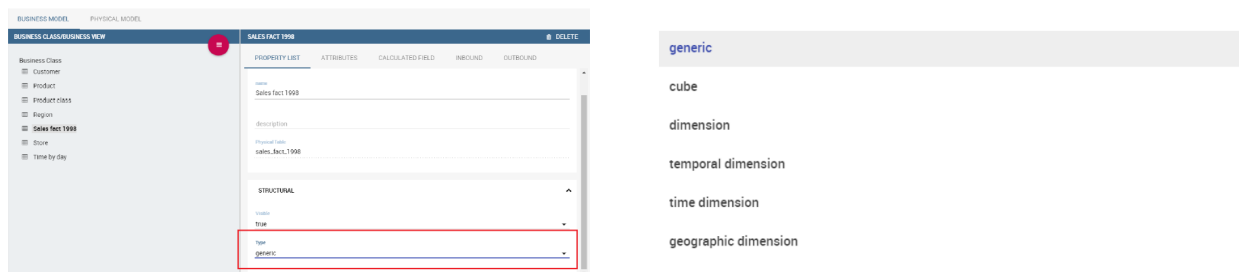 BUSINESS MODEL PHYSICAL MODEL
BUSINESS CLASS/BUSINESS VIEW
Business Class
Customer
Product
Product class
Region
Sales fact 1998
Store
Time by day
SALES FACT 1998 DELETE
PROPERTY LIST ATTRIBUTES CALCULATED FIELD INBOUND OUTBOUND
name
Sales fact 1998
description
Physical Table
sales_fact_1998
STRUCTURAL
Visible
true
Type
generic
generic
cube
dimension
temporal dimension
time dimension
geographic dimension